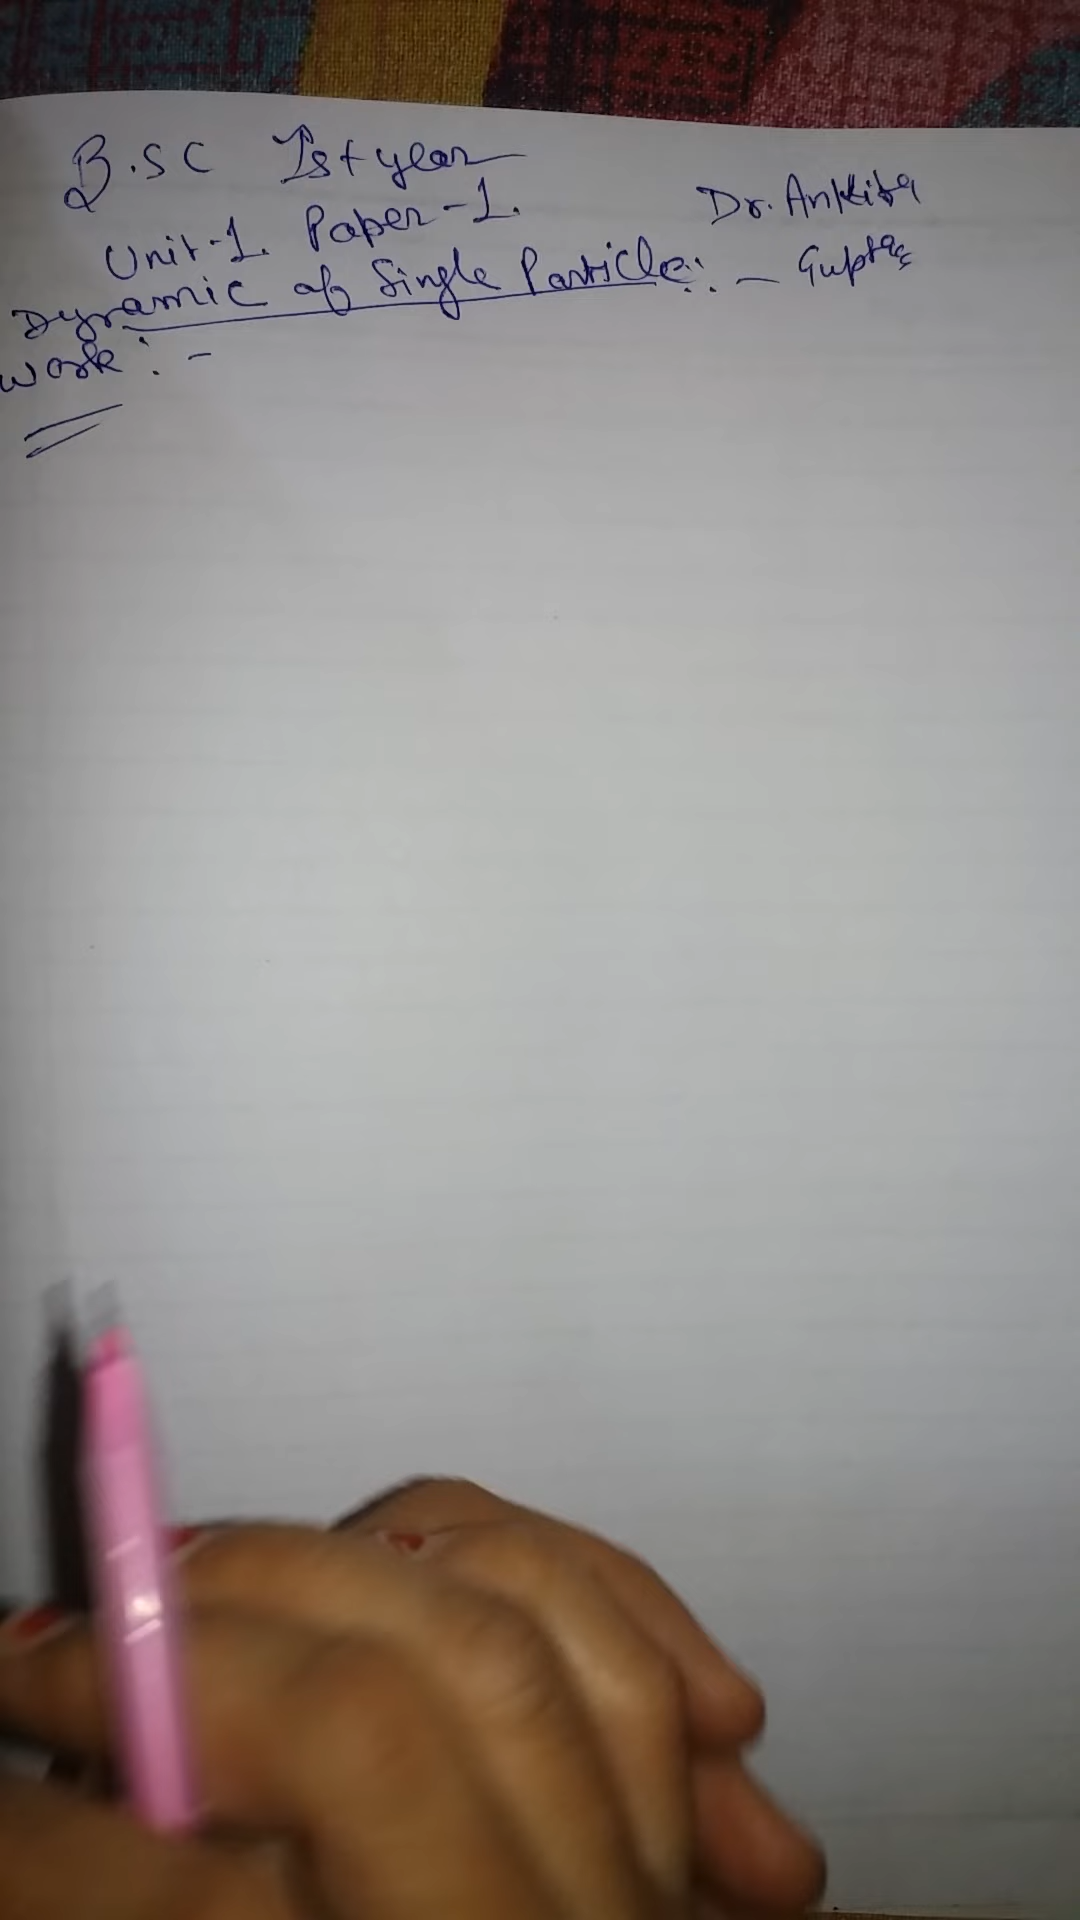 B.SC Ist year
Unit-1. Paper-1.
Dr. Ankita
Gupta
Dynamic of Single Particle: -
Work: -